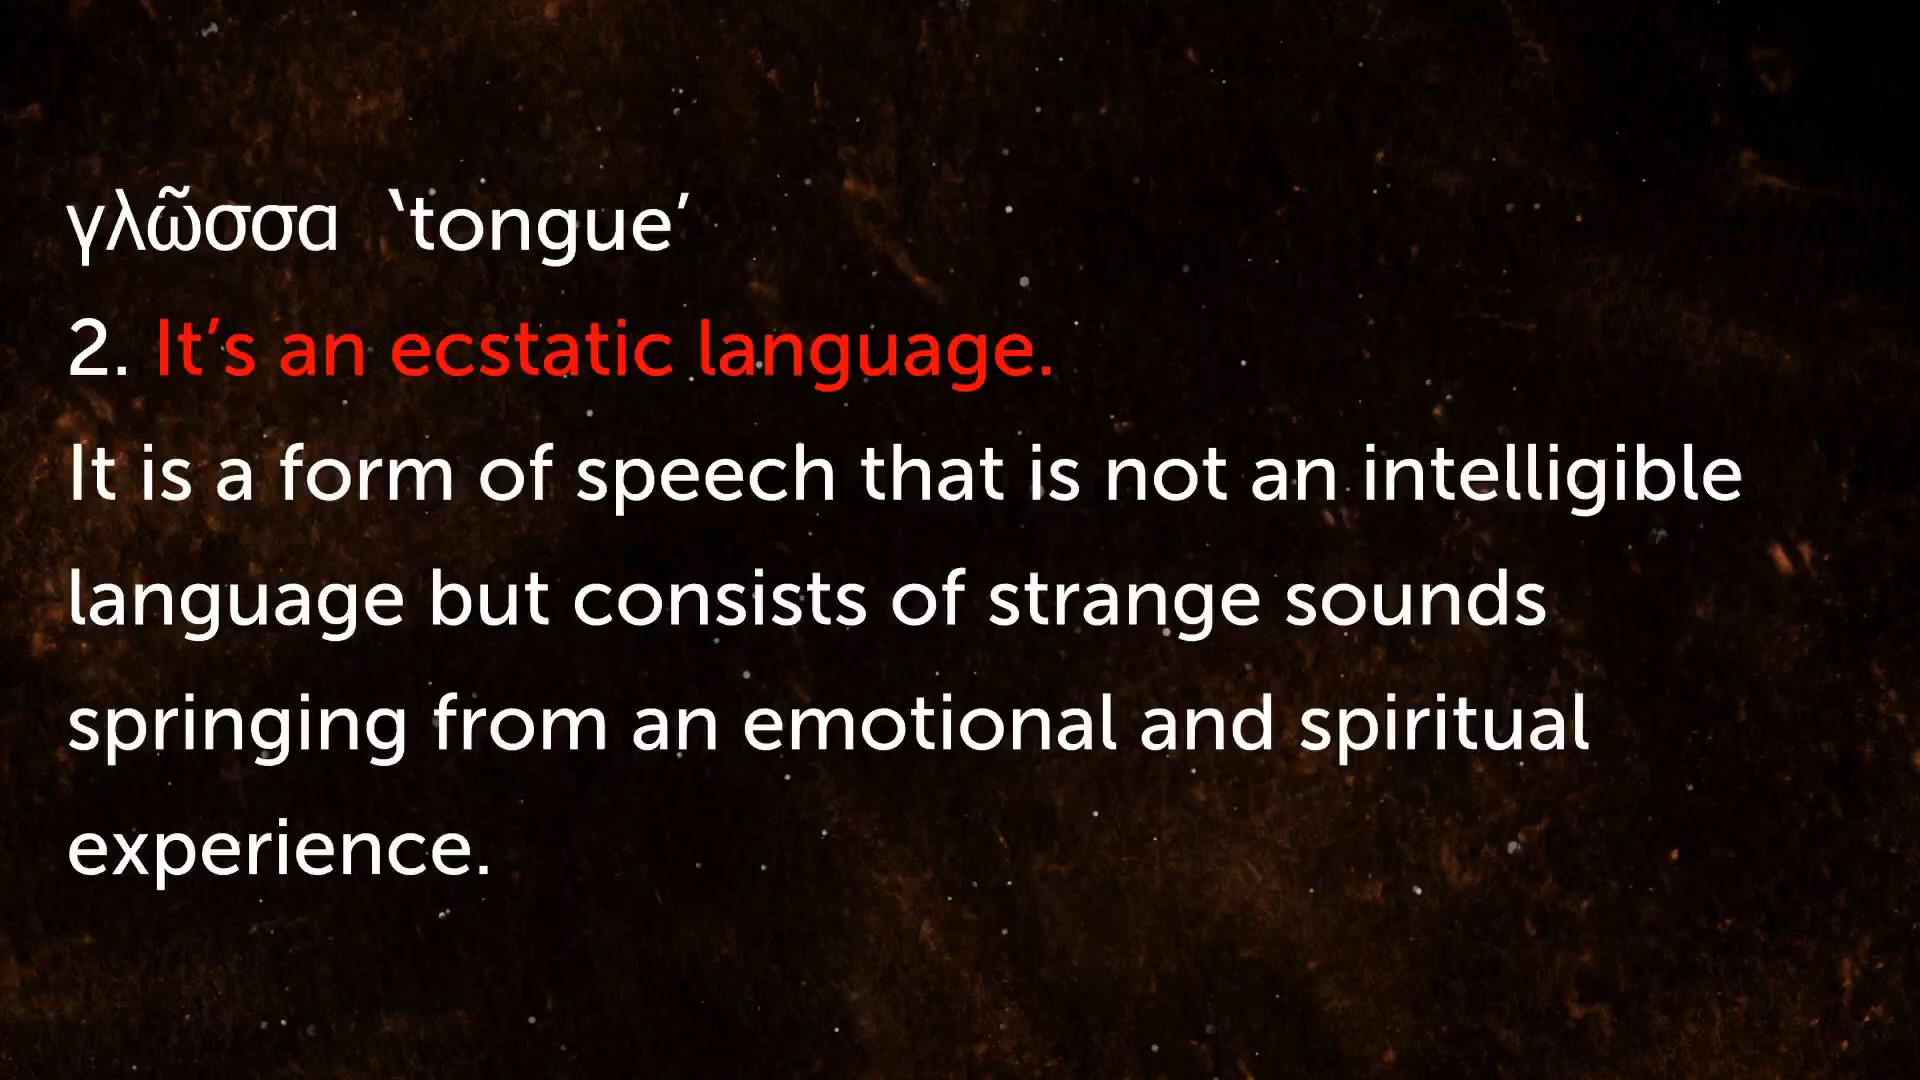 γλῶσσα ‘tongue’
2. It’s an ecstatic language.
It is a form of speech that is not an intelligible
language but consists of strange sounds
springing from an emotional and spiritual
experience.